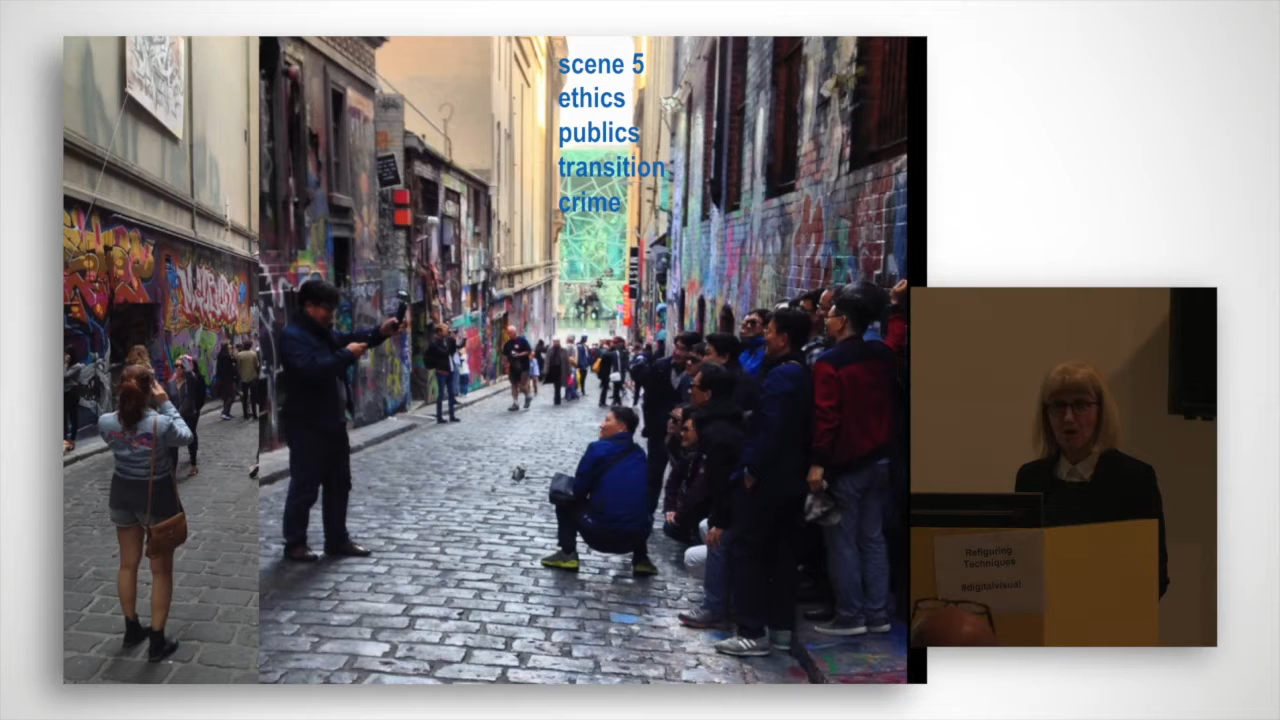 scene 5
ethics
publics
transition
crime
Refiguring
Techniques
#digitalvisual